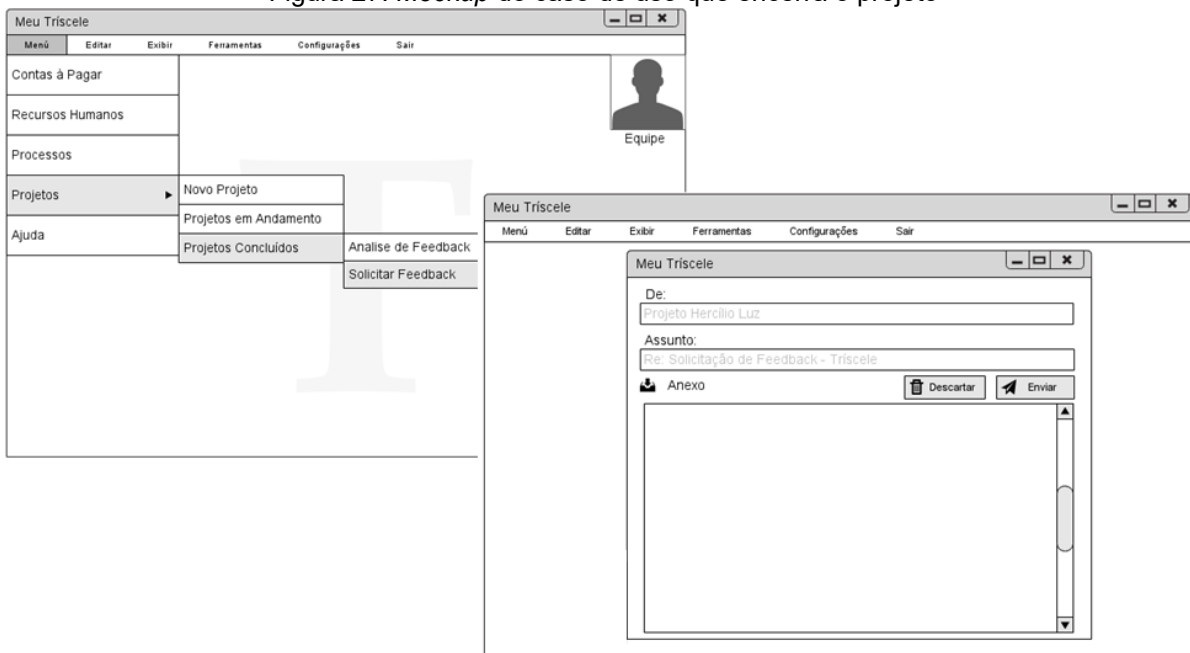 Figura 27: Mockup do caso de uso que encerra o projeto
Meu Tríscele
Menú Editar Exibir Ferramentas Configurações Sair
Contas à Pagar
Recursos Humanos
Processos
Projetos
Ajuda
Equipe
T
Novo Projeto
Projetos em Andamento
Projetos Concluídos
Analise de Feedback
Solicitar Feedback
Meu Tríscele
Menú Editar Exibir Ferramentas Configurações Sair
Meu Tríscele
De:
Projeto Hercílio Luz
Assunto:
Re: Solicitação de Feedback - Tríscele
Anexo Descartar Enviar